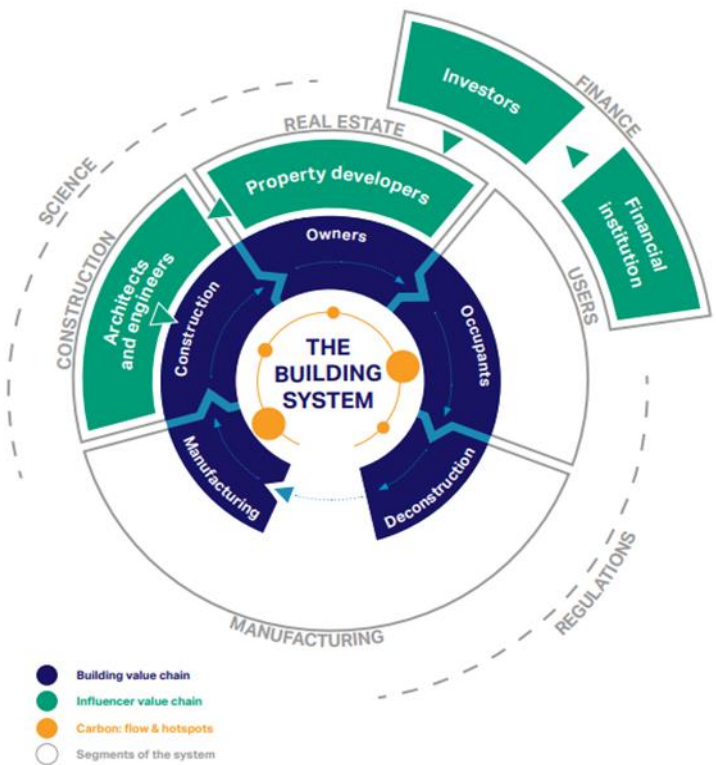 Investors
FINANCE
REAL ESTATE
SCIENCE
Property developers
Financial
institution
Owners
CONSTRUCTION
Architects
and engineers
Construction
USERS
Occupants
THE
BUILDING
SYSTEM
Manufacturing
Deconstruction
REGULATIONS
MANUFACTURING
Building value chain
Influencer value chain
Carbon: flow & hotspots
Segments of the system